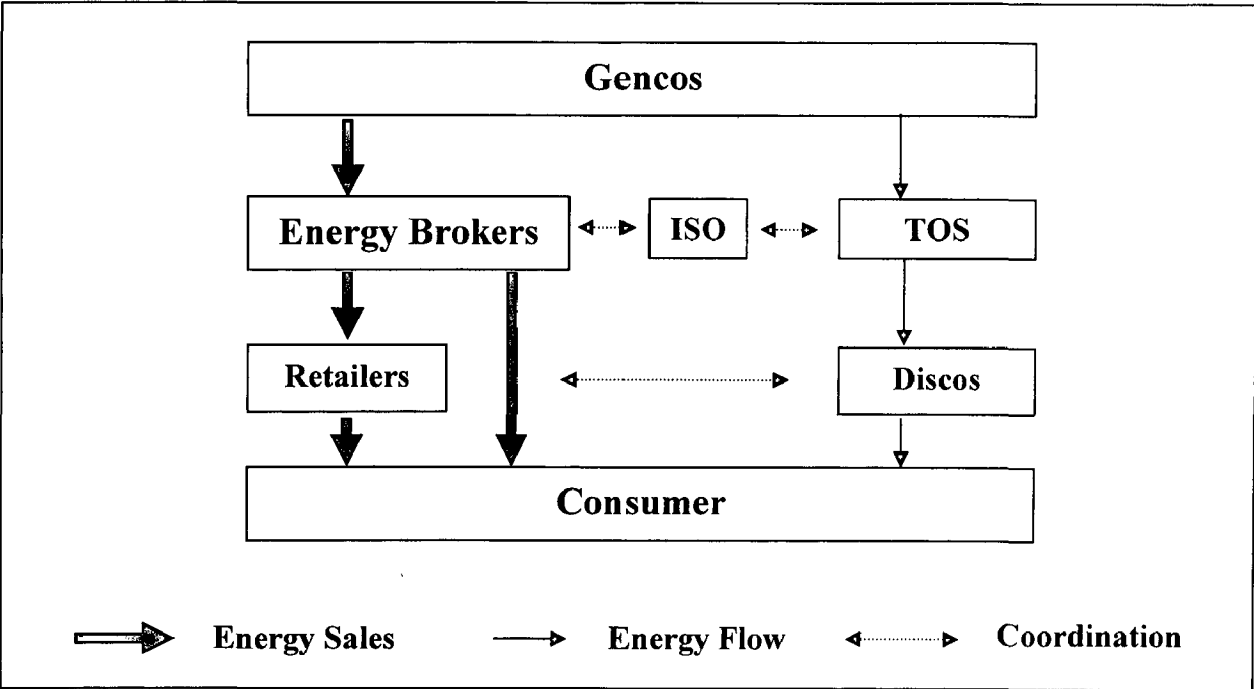 Gencos
Energy Brokers
ISO
TOS
Retailers
Discos
Consumer
Energy Sales
Energy Flow
Coordination